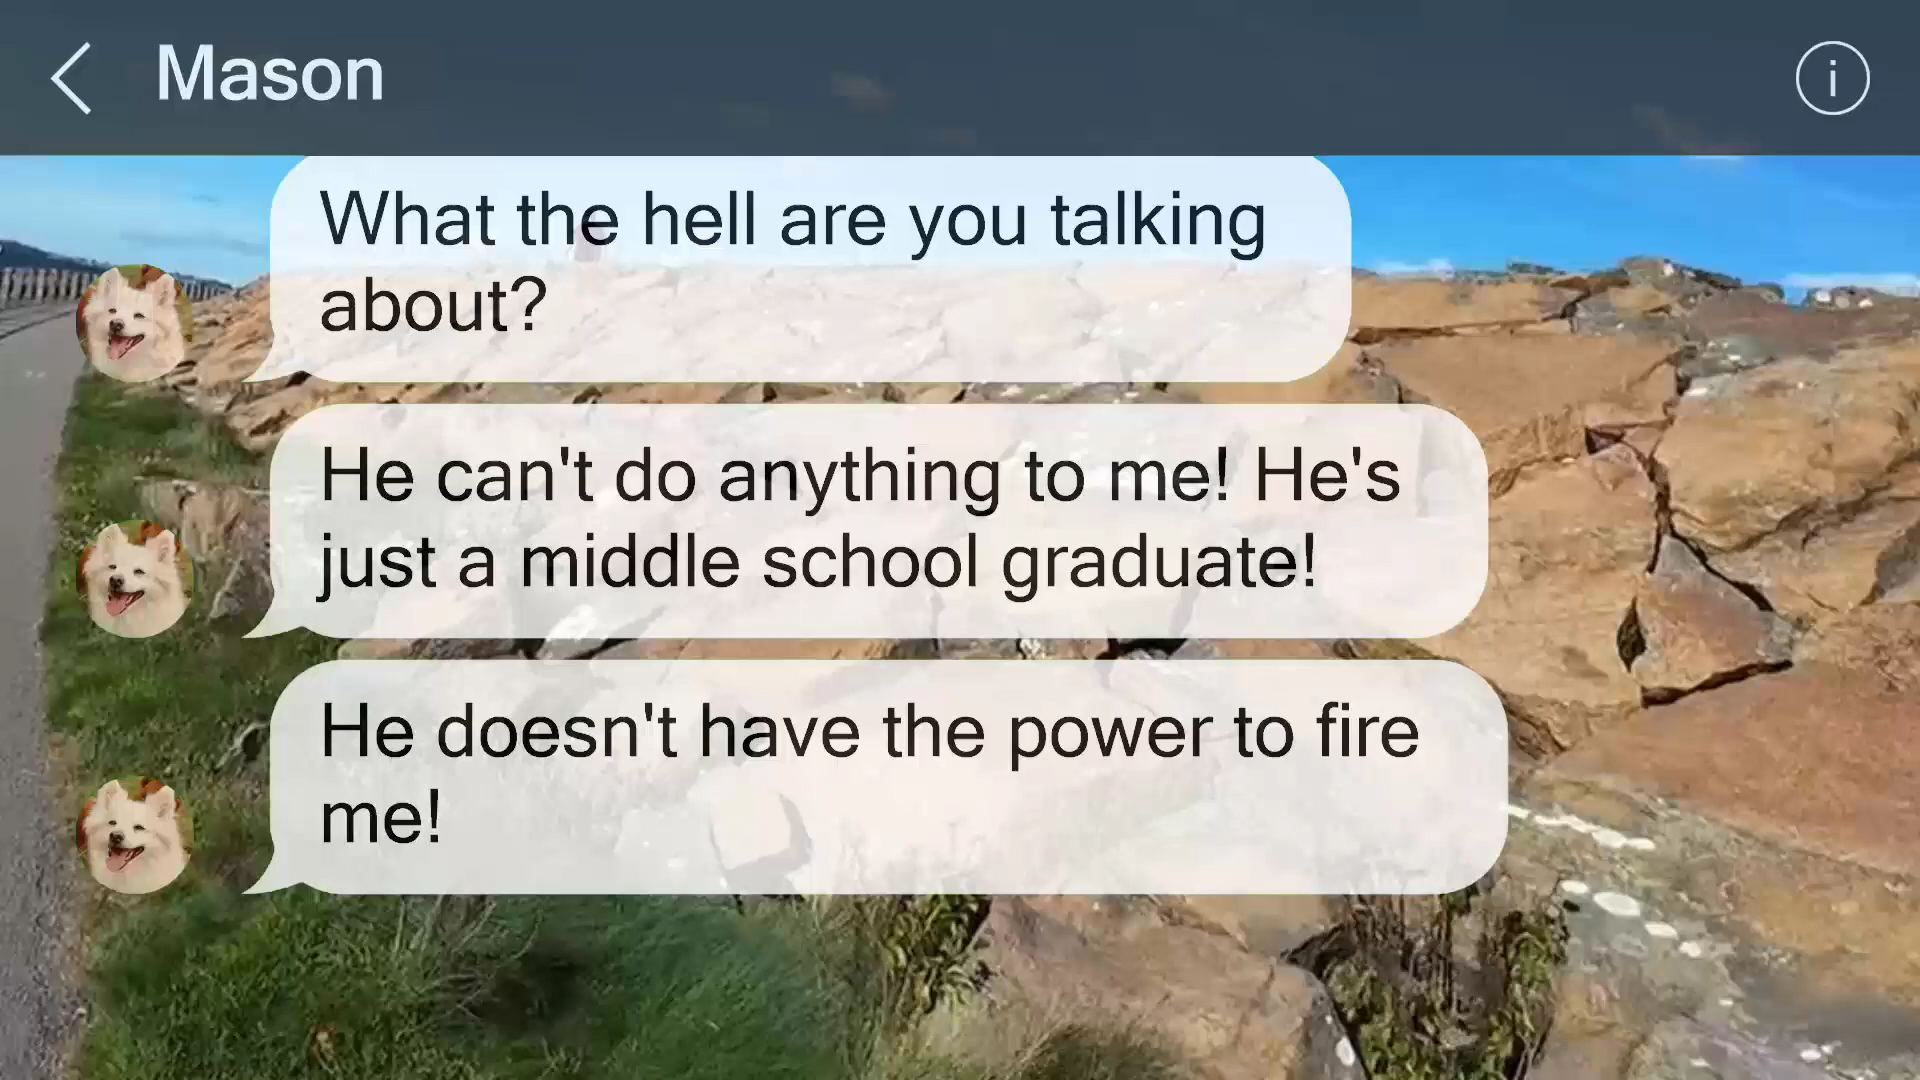 Mason
What the hell are you talking
about?
He can't do anything to me! He's
just a middle school graduate!
He doesn't have the power to fire
me!